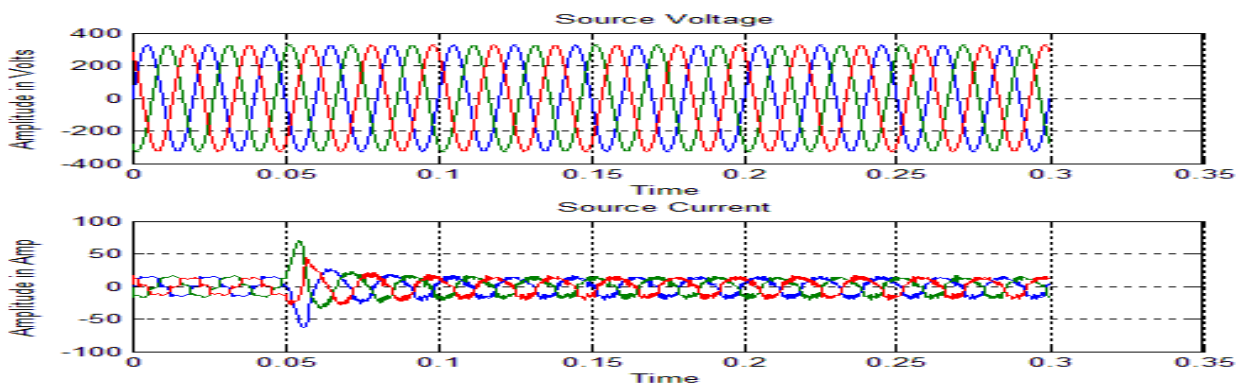 Source Voltage
Amplitude in Volts
400
200
0
-200
-400
0 0.05 0.1 0.15 0.2 0.25 0.3 0.35
Time
Source Current
Amplitude in Amp
100
50
0
-50
-100
0 0.05 0.1 0.15 0.2 0.25 0.3 0.35
Time